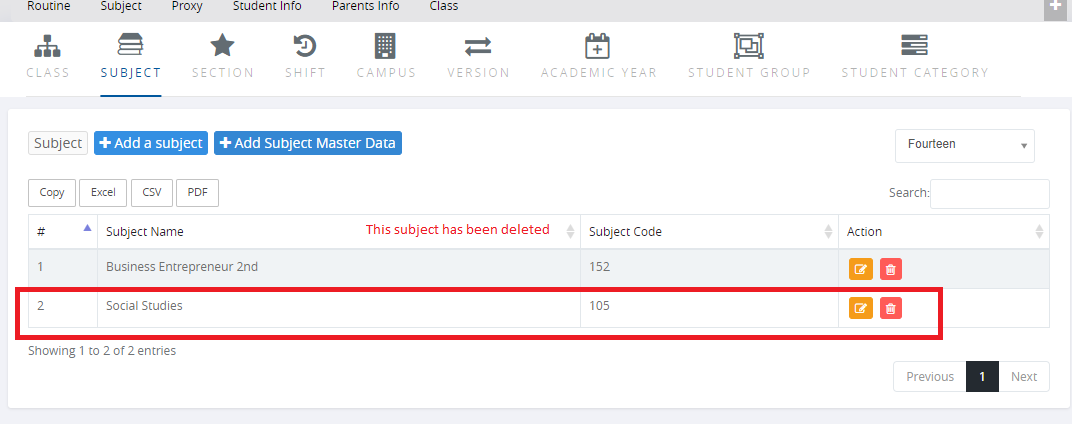 Routine Subject Proxy Student Info Parents Info Class
CLASS SUBJECT SECTION SHIFT CAMPUS VERSION ACADEMIC YEAR STUDENT GROUP STUDENT CATEGORY
Subject + Add a subject + Add Subject Master Data Fourteen
Copy Excel CSV PDF Search:
# Subject Name This subject has been deleted Subject Code Action
1 Business Entrepreneur 2nd 152
2 Social Studies 105
Showing 1 to 2 of 2 entries
Previous 1 Next